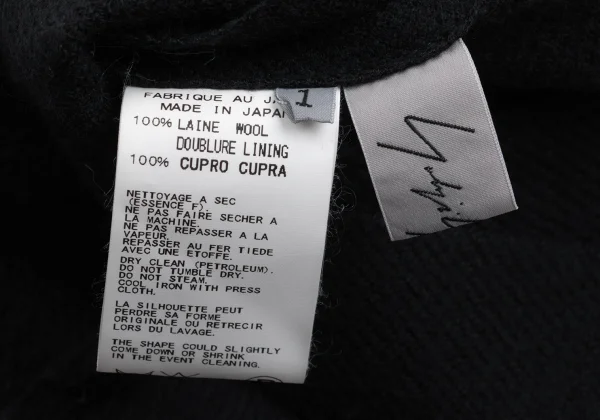 FABRIQUE AU
MADE IN JAPAN
100% LAINE WOOL
DOUBLURE LINING
100% CUPRO CUPRA
NETTOYAGE A SEC
(ESSENCE F).
NE PAS FAIRE SECHER A
LA MACHINE.
NE PAS REPASSER A LA
VAPEUR.
REPASSER AU FER TIEDE
AVEC UNE ETOFFE.
DRY CLEAN (PETROLEUM).
DO NOT TUMBLE DRY.
DO NOT STEAM.
COOL IRON WITH PRESS
CLOTH.
LA SILHOUETTE PEUT
PERDRE SA FORME
ORIGINALE OU RETRECIR
LORS DU LAVAGE.
THE SHAPE COULD SLIGHTLY
COME DOWN OR SHRINK
IN THE EVENT CLEANING.
1